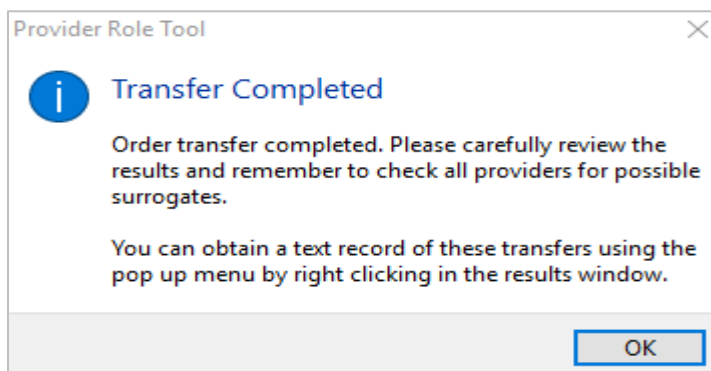 Provider Role Tool
Transfer Completed
Order transfer completed. Please carefully review the
results and remember to check all providers for possible
surrogates.
You can obtain a text record of these transfers using the
pop up menu by right clicking in the results window.
OK